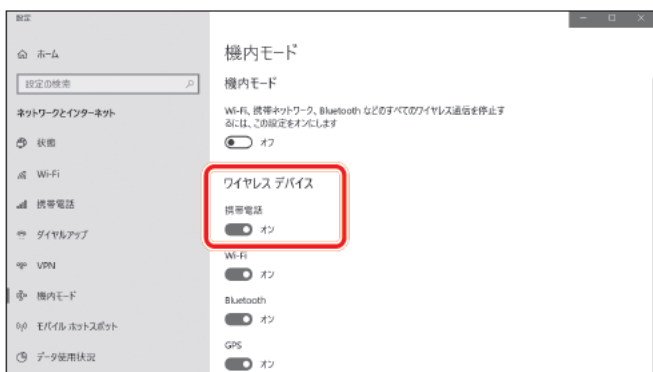 設定
ホーム
設定の検索
ネットワークとインターネット
状態
Wi-Fi
携帯電話
ダイヤルアップ
VPN
機内モード
モバイル ホットスポット
データ使用状況
機内モード
機内モード
Wi-Fi、携帯ネットワーク、Bluetooth などのすべてのワイヤレス通信を停止す
るには、この設定をオンにします
オフ
ワイヤレス デバイス
携帯電話
オン
Wi-Fi
オン
Bluetooth
オン
GPS
オン